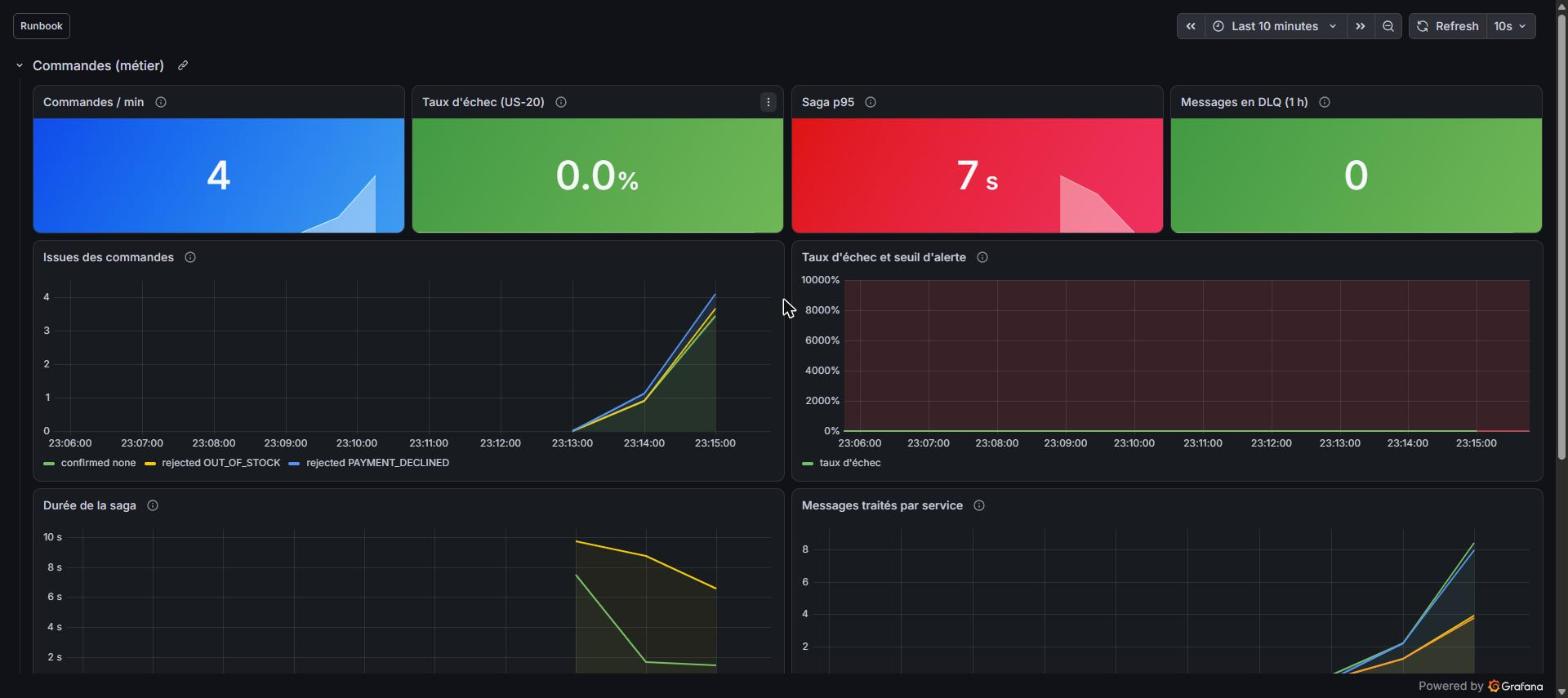 Runbook
Last 10 minutes
Refresh
10s
Commandes (métier)
Commandes / min
Taux d'échec (US-20)
Saga p95
Messages en DLQ (1 h)
4
0.0%
7 s
0
Issues des commandes
Taux d'échec et seuil d'alerte
4
3
2
1
0
23:06:00 23:07:00 23:08:00 23:09:00 23:10:00 23:11:00 23:12:00 23:13:00 23:14:00 23:15:00
confirmed none rejected OUT_OF_STOCK rejected PAYMENT_DECLINED
10000%
8000%
6000%
4000%
2000%
0%
23:06:00 23:07:00 23:08:00 23:09:00 23:10:00 23:11:00 23:12:00 23:13:00 23:14:00 23:15:00
taux d'échec
Durée de la saga
Messages traités par service
10 s
8 s
6 s
4 s
2 s
8
6
4
2
Powered by Grafana